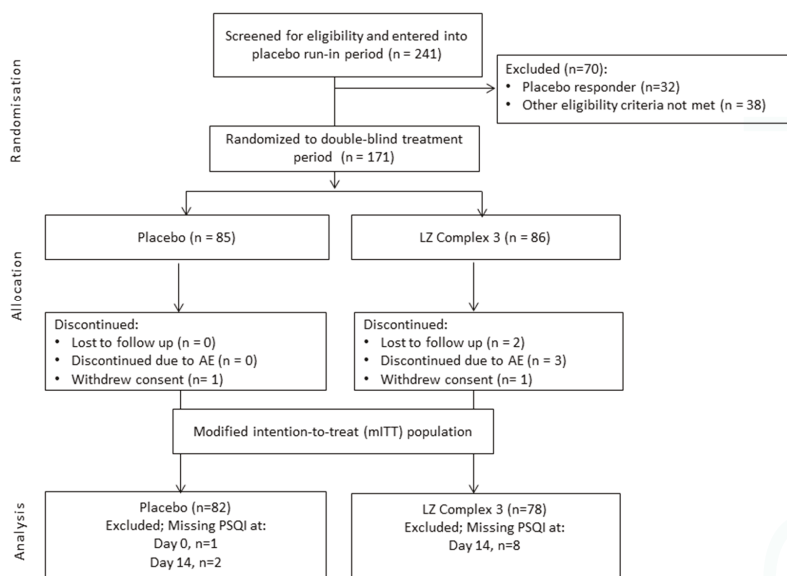 Randomisation
Screened for eligibility and entered into
placebo run-in period (n = 241)
Excluded (n=70):
• Placebo responder (n=32)
• Other eligibility criteria not met (n = 38)
Randomized to double-blind treatment
period (n = 171)
Allocation
Placebo (n = 85)
LZ Complex 3 (n = 86)
Discontinued:
• Lost to follow up (n = 0)
• Discontinued due to AE (n = 0)
• Withdrew consent (n= 1)
Discontinued:
• Lost to follow up (n = 2)
• Discontinued due to AE (n = 3)
• Withdrew consent (n= 1)
Modified intention-to-treat (mITT) population
Analysis
Placebo (n=82)
Excluded; Missing PSQI at:
Day 0, n=1
Day 14, n=2
LZ Complex 3 (n=78)
Excluded; Missing PSQI at:
Day 14, n=8